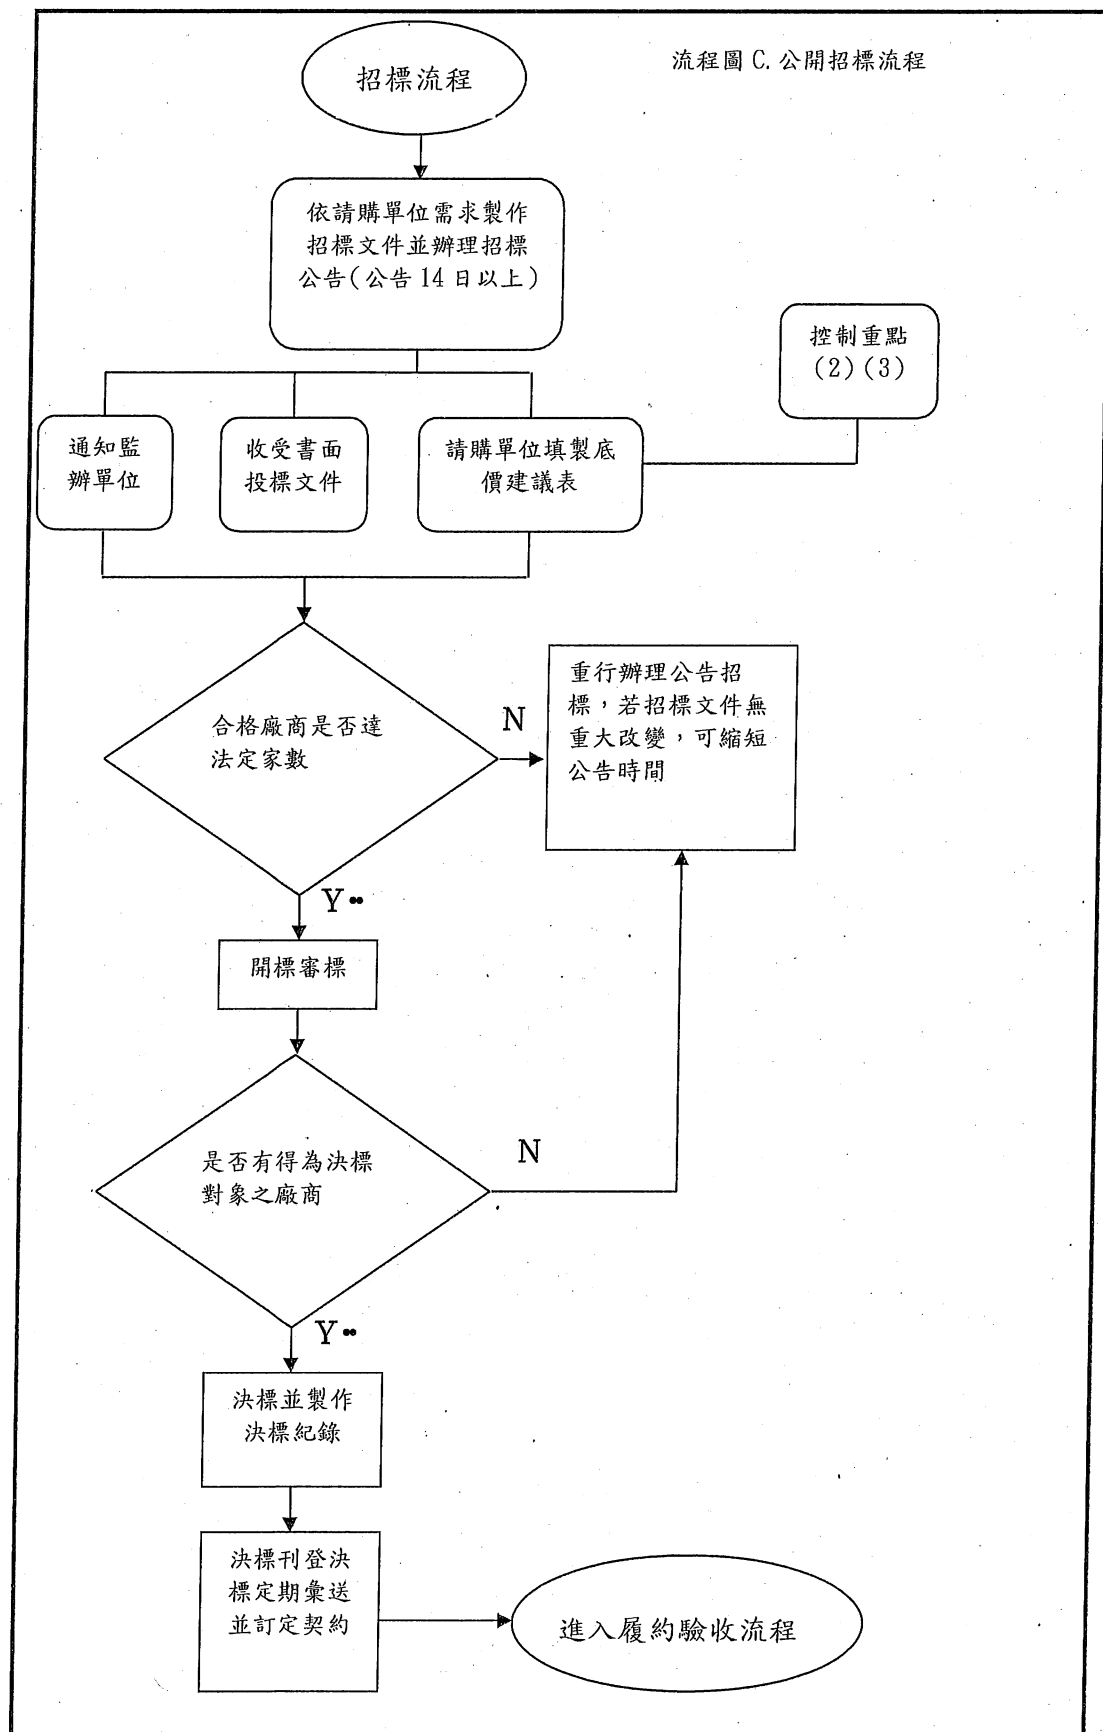 流程圖 C. 公開招標流程
招標流程
依請購單位需求製作
招標文件並辦理招標
公告(公告 14 日以上)
控制重點
(2)(3)
通知監
辦單位
收受書面
投標文件
請購單位填製底
價建議表
合格廠商是否達
法定家數
N
重行辦理公告招
標，若招標文件無
重大改變，可縮短
公告時間
Y
開標審標
是否有得為決標
對象之廠商
N
Y
決標並製作
決標紀錄
決標刊登決
標定期彙送
並訂定契約
進入履約驗收流程